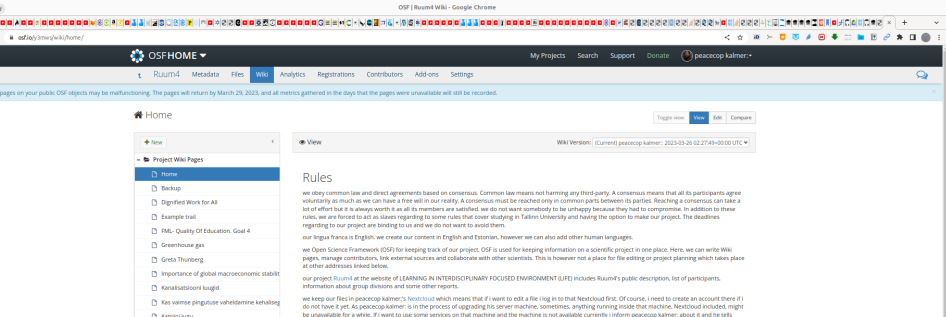 OSF | Ruum4 Wiki - Google Chrome
osf.io/y3mws/wiki/home/
OSFHOME
My Projects Search Support Donate peacecop kalmer:
Ruum4 Metadata Files Wiki Analytics Registrations Contributors Add-ons Settings
pages on your public OSF objects may be malfunctioning. The pages will return by March 29, 2023, and all metrics gathered in the days that the pages were unavailable will still be recorded.
Home
Toggle view: View Edit Compare
+ New
View
Wiki Version: (Current) peacecop kalmer:: 2023-03-26 02:27:49+00:00 UTC
Project Wiki Pages
Home
Backup
Dignified Work for All
Example trail
FML- Quality Of Education. Goal 4
Greenhouse gas
Greta Thunberg
Importance of global macroeconomic stabilit
Kanalisatsiooni luugid
Kas vaimse pingutuse vaheldamine kehaliseg
Rules
we obey common law and direct agreements based on consensus. Common law means not harming any third-party. A consensus means that all its participants agree
voluntarily as much as we can have a free will in our reality. A consensus must be reached only in common parts between its parties. Reaching a consensus can take a
lot of effort but it is always worth it as all its members are satisfied. we do not want somebody to be unhappy because they had to compromise. In addition to these
rules, we are forced to act as slaves regarding to some rules that cover studying in Tallinn University and having the option to make our project. The deadlines
regarding to our project are binding to us and we do not want to avoid them.
our lingua franca is English. we create our content in English and Estonian, however we can also add other human languages.
we Open Science Framework (OSF) for keeping track of our project. OSF is used for keeping information on a scientific project in one place. Here, we can write Wiki
pages, manage contributors, link external sources and collaborate with other scientists. This is however not a place for file editing or project planning which takes place
at other addresses linked below.
our project Ruum4 at the website of LEARNING IN INTERDISCIPLINARY FOCUSED ENVIRONMENT (LIFE) includes Ruum4's public description, list of participants,
information about group divisions and some other reports.
we keep our files in peacecop kalmer:'s Nextcloud which means that if i want to edit a file i log in to that Nextcloud first. Of course, i need to create an account there if i
do not have it yet. As peacecop kalmer: is in the process of upgrading his server machine, sometimes, anything running inside that machine, Nextcloud included, might
be unavailable for a while. If i want to use some services on that machine and the machine is not available currently i inform peacecop kalmer: about it and he tells